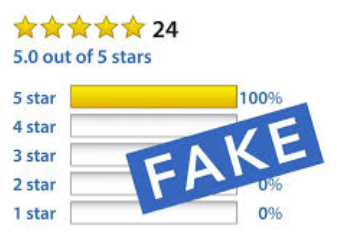 24
5.0 out of 5 stars
5 star 100%
4 star
3 star
2 star 0%
1 star 0%
FAKE